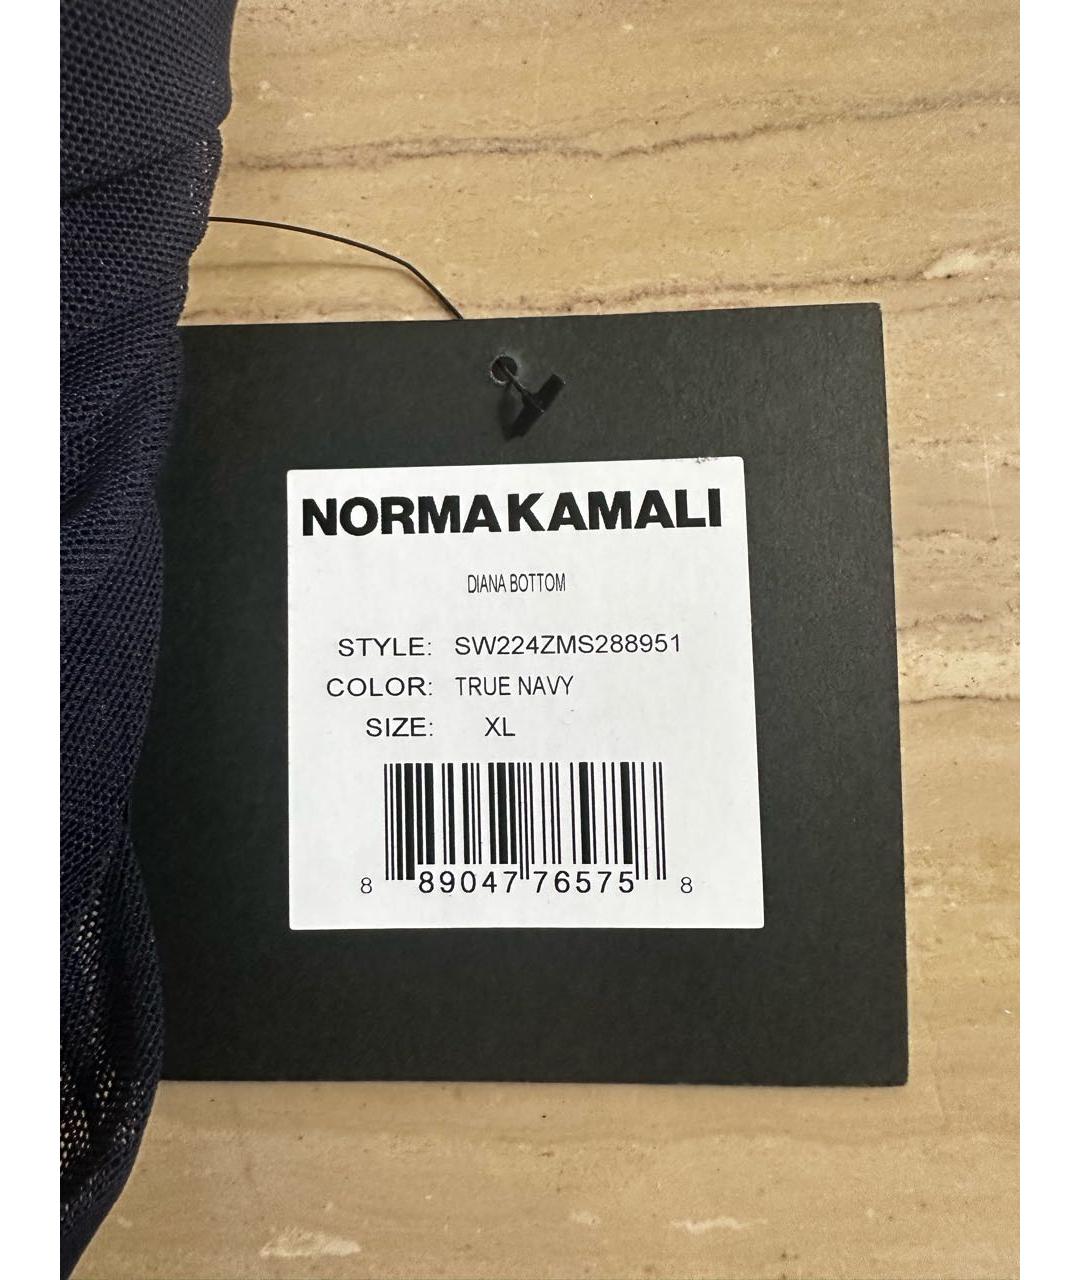 NORMAKAMALI
DIANA BOTTOM
STYLE: SW224ZMS288951
COLOR: TRUE NAVY
SIZE: XL
8 89047 76575 8